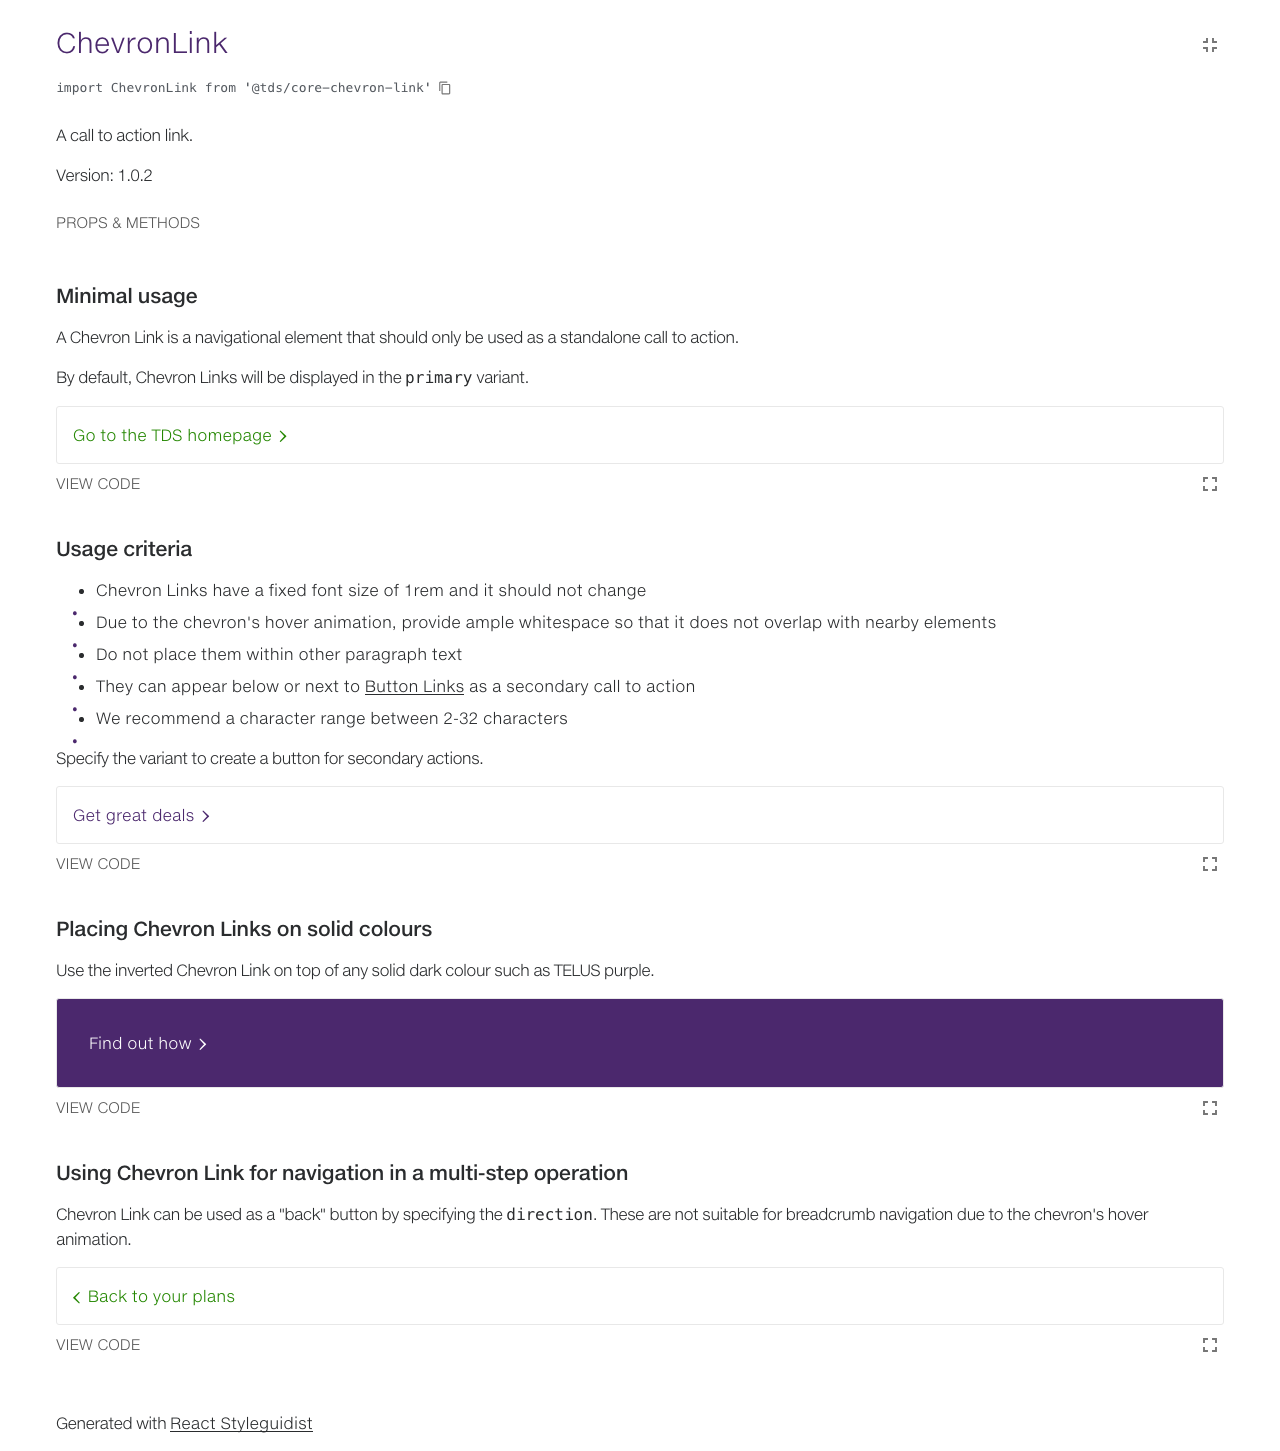 ChevronLink
import ChevronLink from '@tds/core-chevron-link'
A call to action link.
Version: 1.0.2
PROPS & METHODS
Minimal usage
A Chevron Link is a navigational element that should only be used as a standalone call to action.
By default, Chevron Links will be displayed in the primary variant.
Go to the TDS homepage
VIEW CODE
Usage criteria
Chevron Links have a fixed font size of 1rem and it should not change
Due to the chevron's hover animation, provide ample whitespace so that it does not overlap with nearby elements
Do not place them within other paragraph text
They can appear below or next to Button Links as a secondary call to action
We recommend a character range between 2-32 characters
Specify the variant to create a button for secondary actions.
Get great deals
VIEW CODE
Placing Chevron Links on solid colours
Use the inverted Chevron Link on top of any solid dark colour such as TELUS purple.
Find out how
VIEW CODE
Using Chevron Link for navigation in a multi-step operation
Chevron Link can be used as a "back" button by specifying the direction. These are not suitable for breadcrumb navigation due to the chevron's hover
animation.
Back to your plans
VIEW CODE
Generated with React Styleguidist